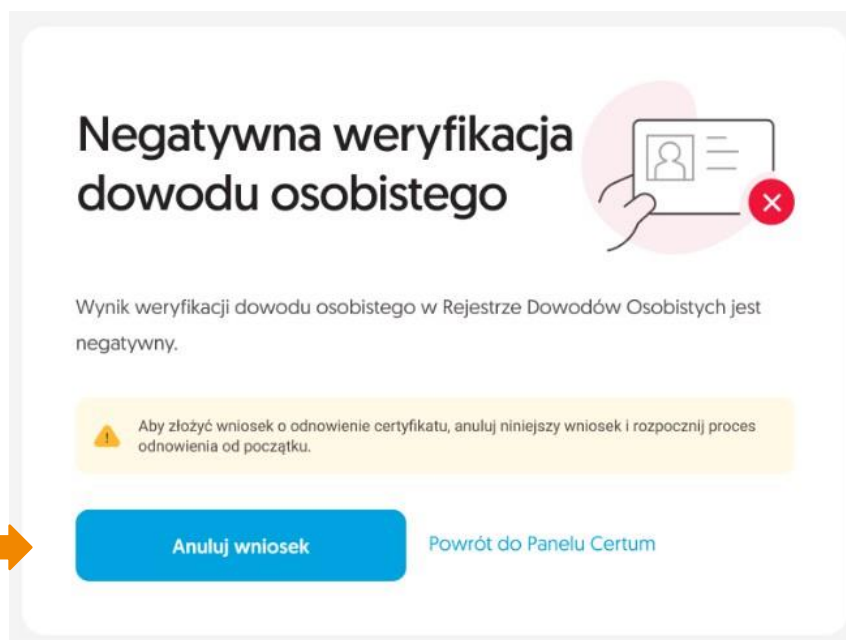 Negatywna weryfikacja
dowodu osobistego
Wynik weryfikacji dowodu osobistego w Rejestrze Dowodów Osobistych jest
negatywny.
Aby złożyć wniosek o odnowienie certyfikatu, anuluj niniejszy wniosek i rozpocznij proces
odnowienia od początku.
Anuluj wniosek
Powrót do Panelu Certum